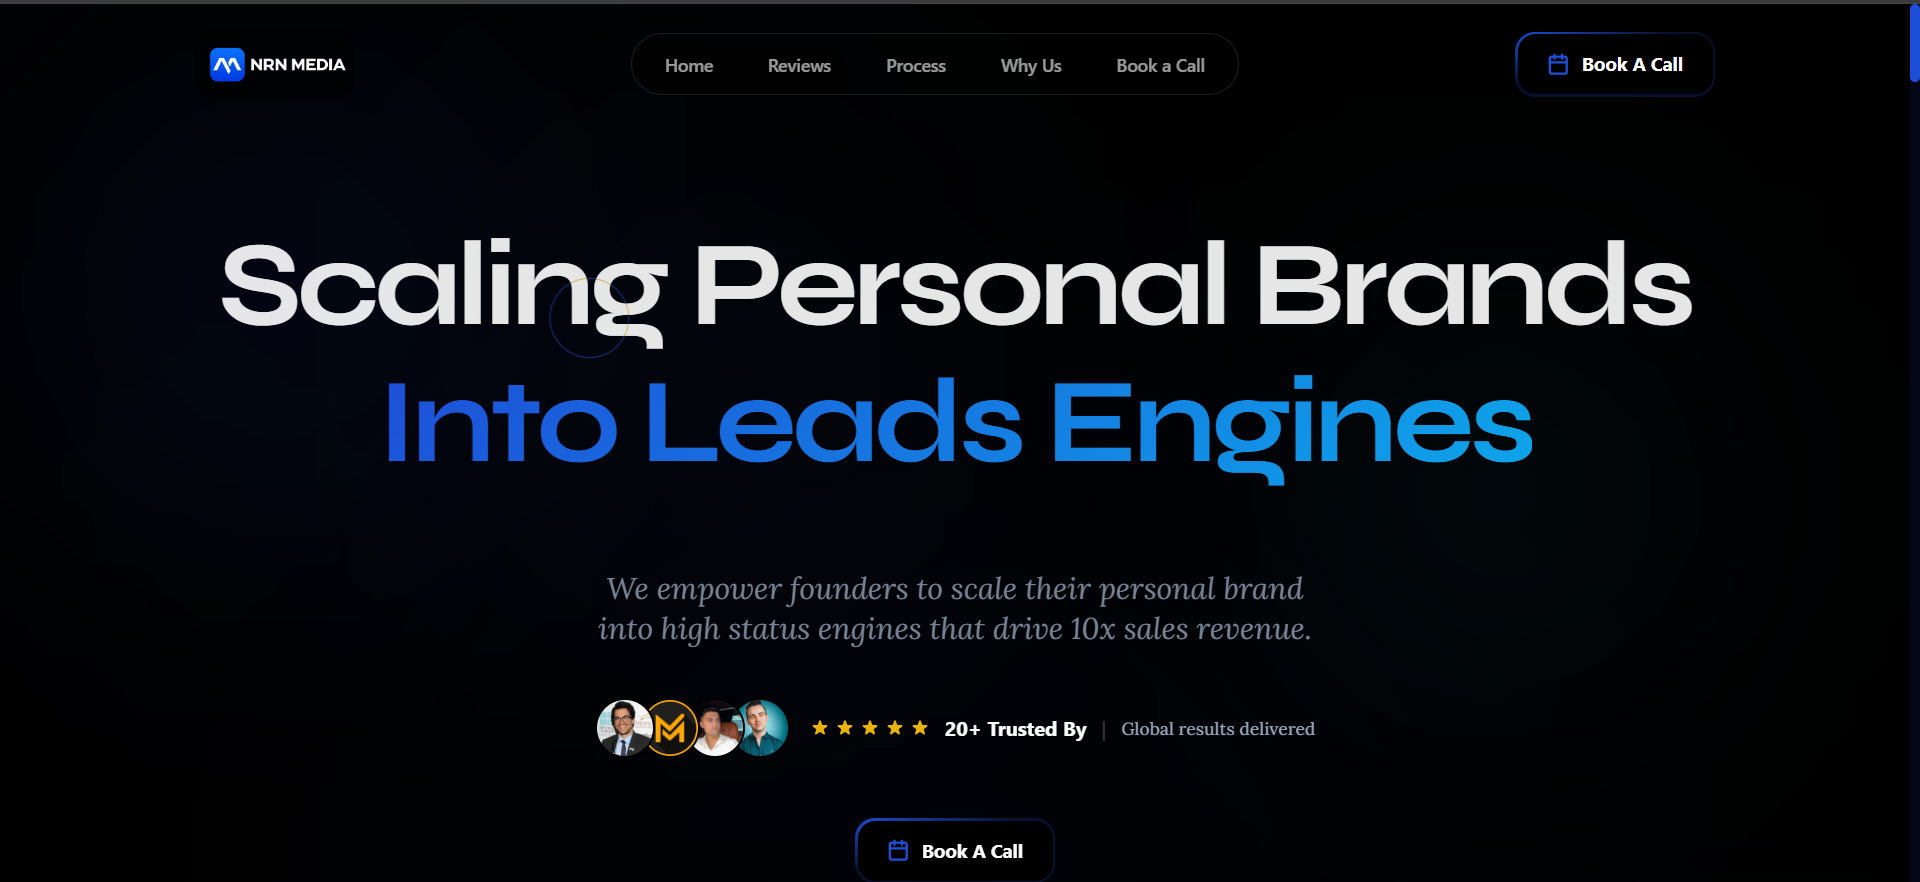 NRN MEDIA
Home
Reviews
Process
Why Us
Book a Call
Book A Call
Scaling Personal Brands
Into Leads Engines
We empower founders to scale their personal brand
into high status engines that drive 10x sales revenue.
20+ Trusted By | Global results delivered
Book A Call